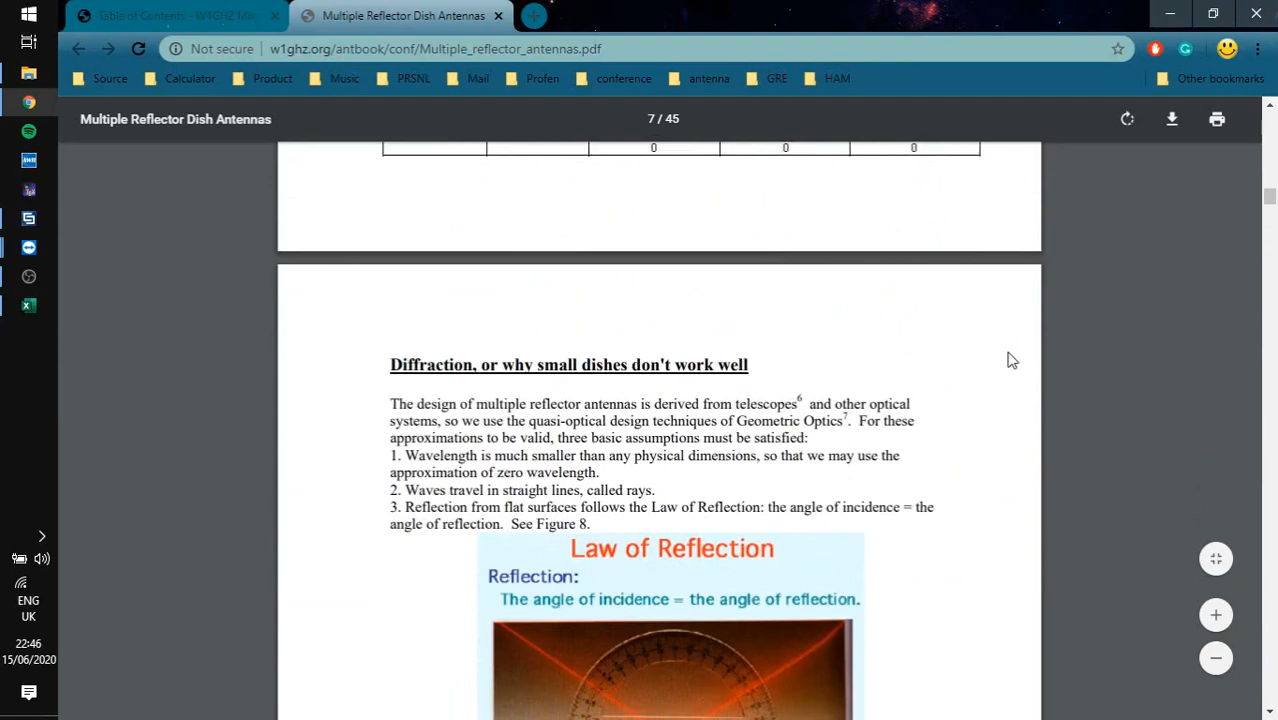 Table of Contents - W1GHZ Mic
Multiple Reflector Dish Antennas
Not secure
w1ghz.org/antbook/conf/Multiple_reflector_antennas.pdf
Source
Calculator
Product
Music
PRSNL
Mail
Profen
conference
antenna
GRE
HAM
Other bookmarks
Multiple Reflector Dish Antennas
7 / 45
0 0 0
Diffraction, or why small dishes don't work well
The design of multiple reflector antennas is derived from telescopes6 and other optical
systems, so we use the quasi-optical design techniques of Geometric Optics7. For these
approximations to be valid, three basic assumptions must be satisfied:
1. Wavelength is much smaller than any physical dimensions, so that we may use the
approximation of zero wavelength.
2. Waves travel in straight lines, called rays.
3. Reflection from flat surfaces follows the Law of Reflection: the angle of incidence = the
angle of reflection. See Figure 8.
Law of Reflection
Reflection:
The angle of incidence = the angle of reflection.
ENG
UK
22:46
15/06/2020